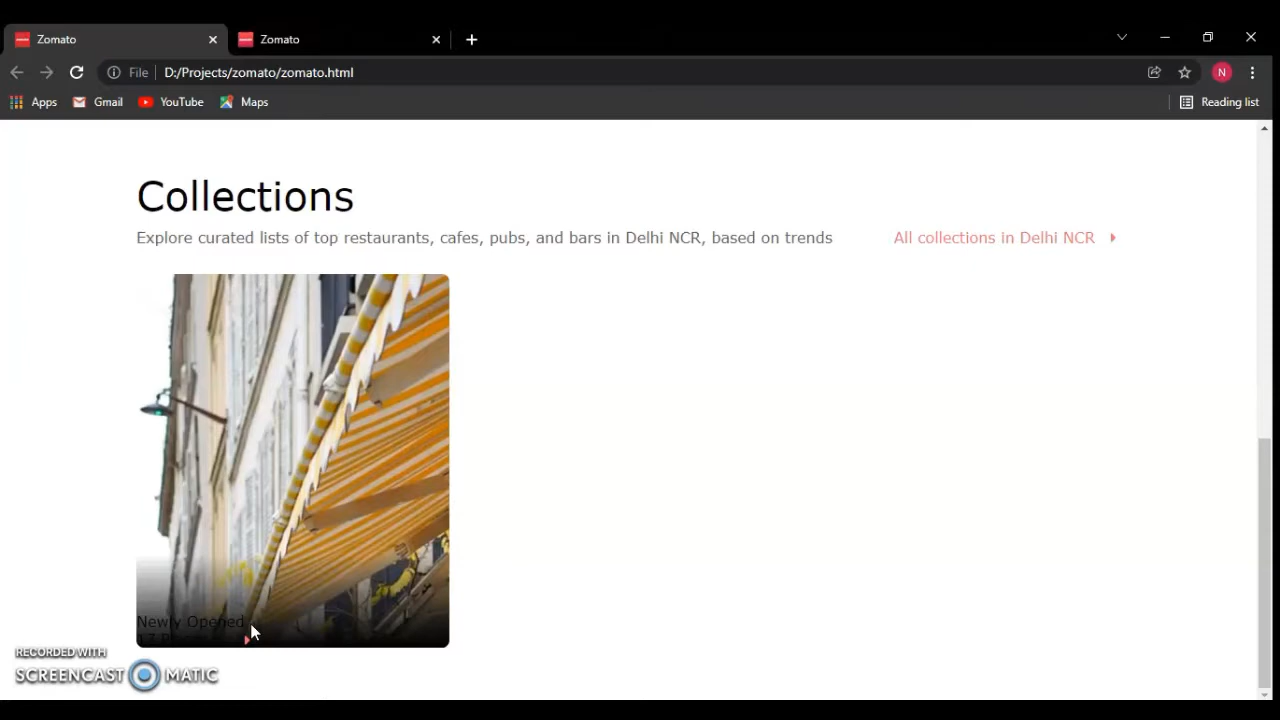 Zomato
Zomato
File
D:/Projects/zomato/zomato.html
N
Apps
Gmail
YouTube
Maps
Reading list
Collections
Explore curated lists of top restaurants, cafes, pubs, and bars in Delhi NCR, based on trends
All collections in Delhi NCR
Newly Opened
RECORDED WITH
SCREENCAST MATIC